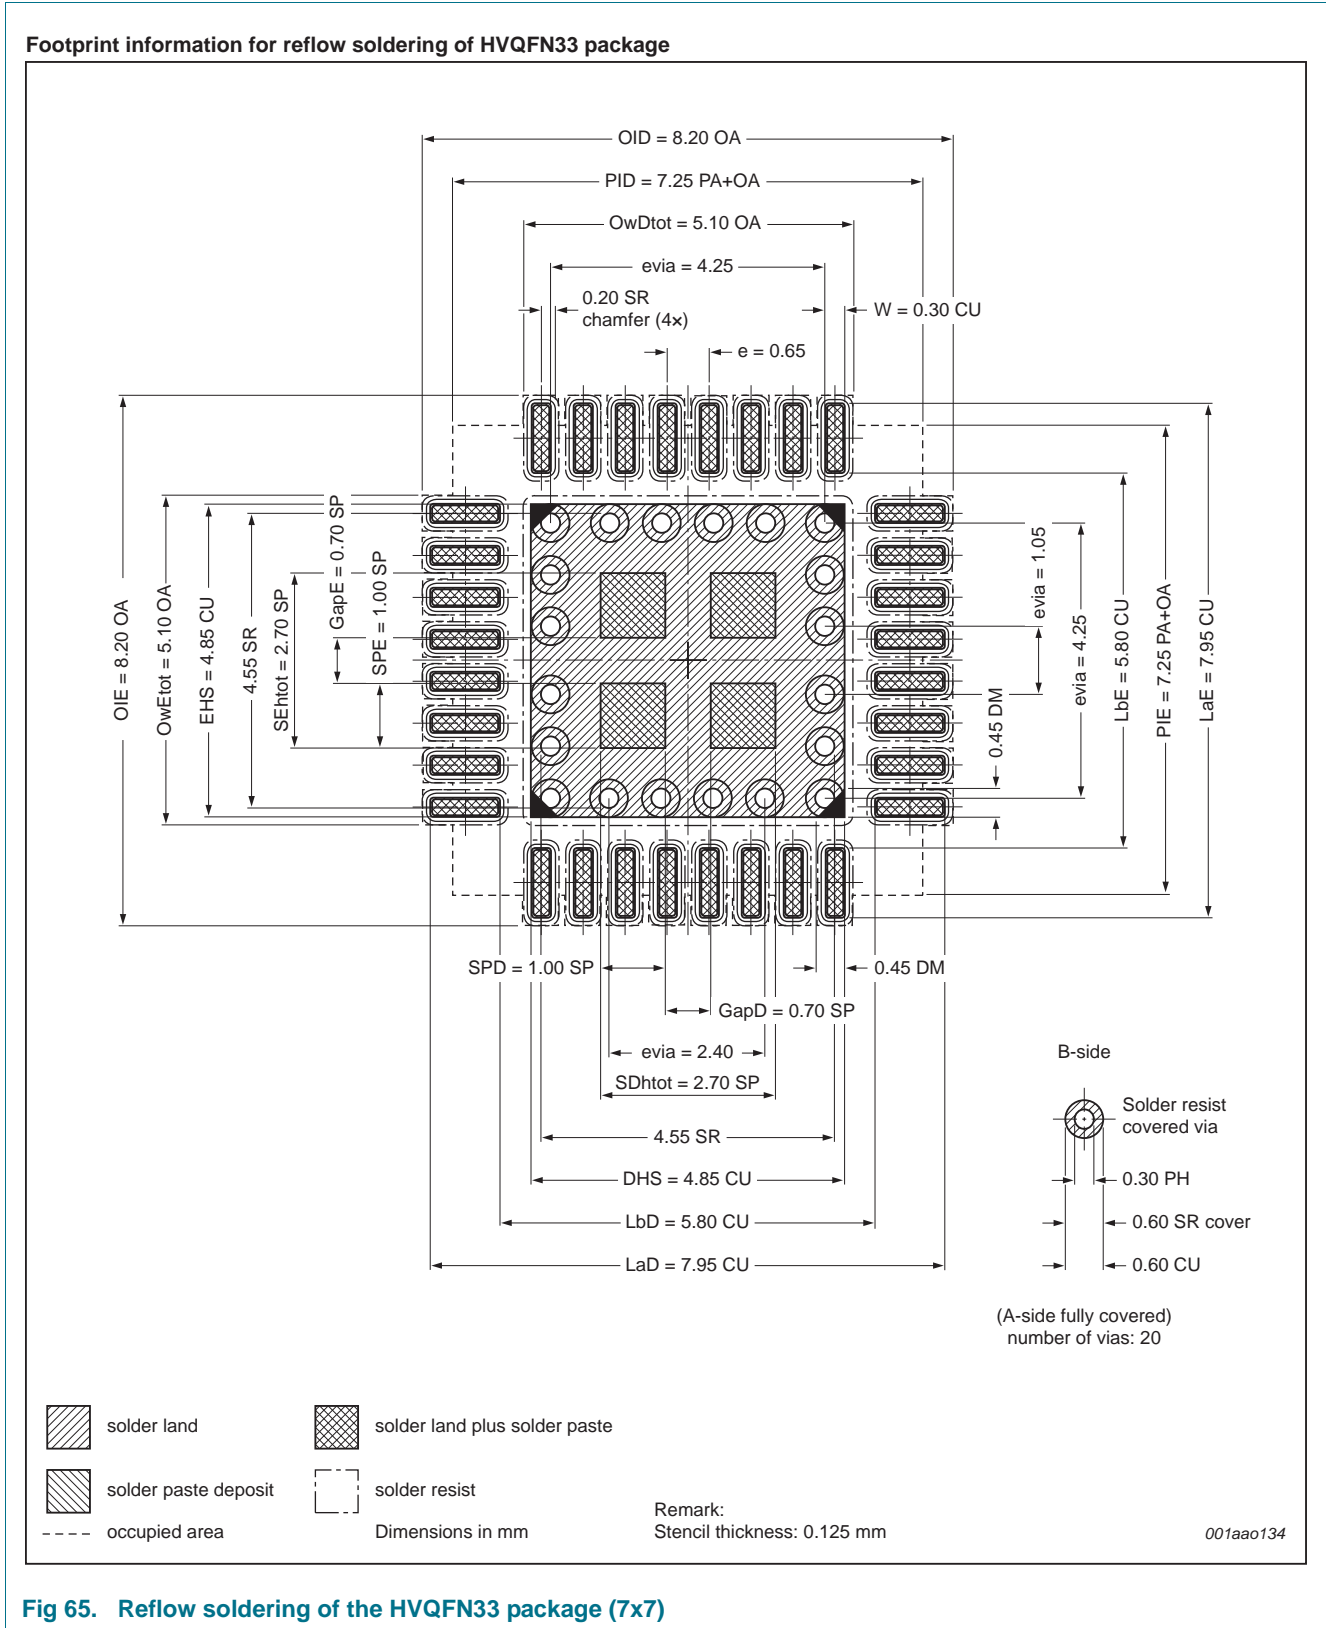 Footprint information for reflow soldering of HVQFN33 package
OID = 8.20 OA
PID = 7.25 PA+OA
OwDtot = 5.10 OA
evia = 4.25
0.20 SR
chamfer (4×)
W = 0.30 CU
e = 0.65
OIE = 8.20 OA
OwEtot = 5.10 OA
EHS = 4.85 CU
4.55 SR
SEhtot = 2.70 SP
GapE = 0.70 SP
SPE = 1.00 SP
evia = 1.05
0.45 DM
evia = 4.25
LbE = 5.80 CU
PIE = 7.25 PA+OA
LaE = 7.95 CU
SPD = 1.00 SP
0.45 DM
GapD = 0.70 SP
evia = 2.40
SDhtot = 2.70 SP
4.55 SR
DHS = 4.85 CU
LbD = 5.80 CU
LaD = 7.95 CU
B-side
Solder resist
covered via
0.30 PH
0.60 SR cover
0.60 CU
(A-side fully covered)
number of vias: 20
solder land
solder land plus solder paste
solder paste deposit
solder resist
occupied area
Dimensions in mm
Remark:
Stencil thickness: 0.125 mm
001aao134
Fig 65. Reflow soldering of the HVQFN33 package (7x7)